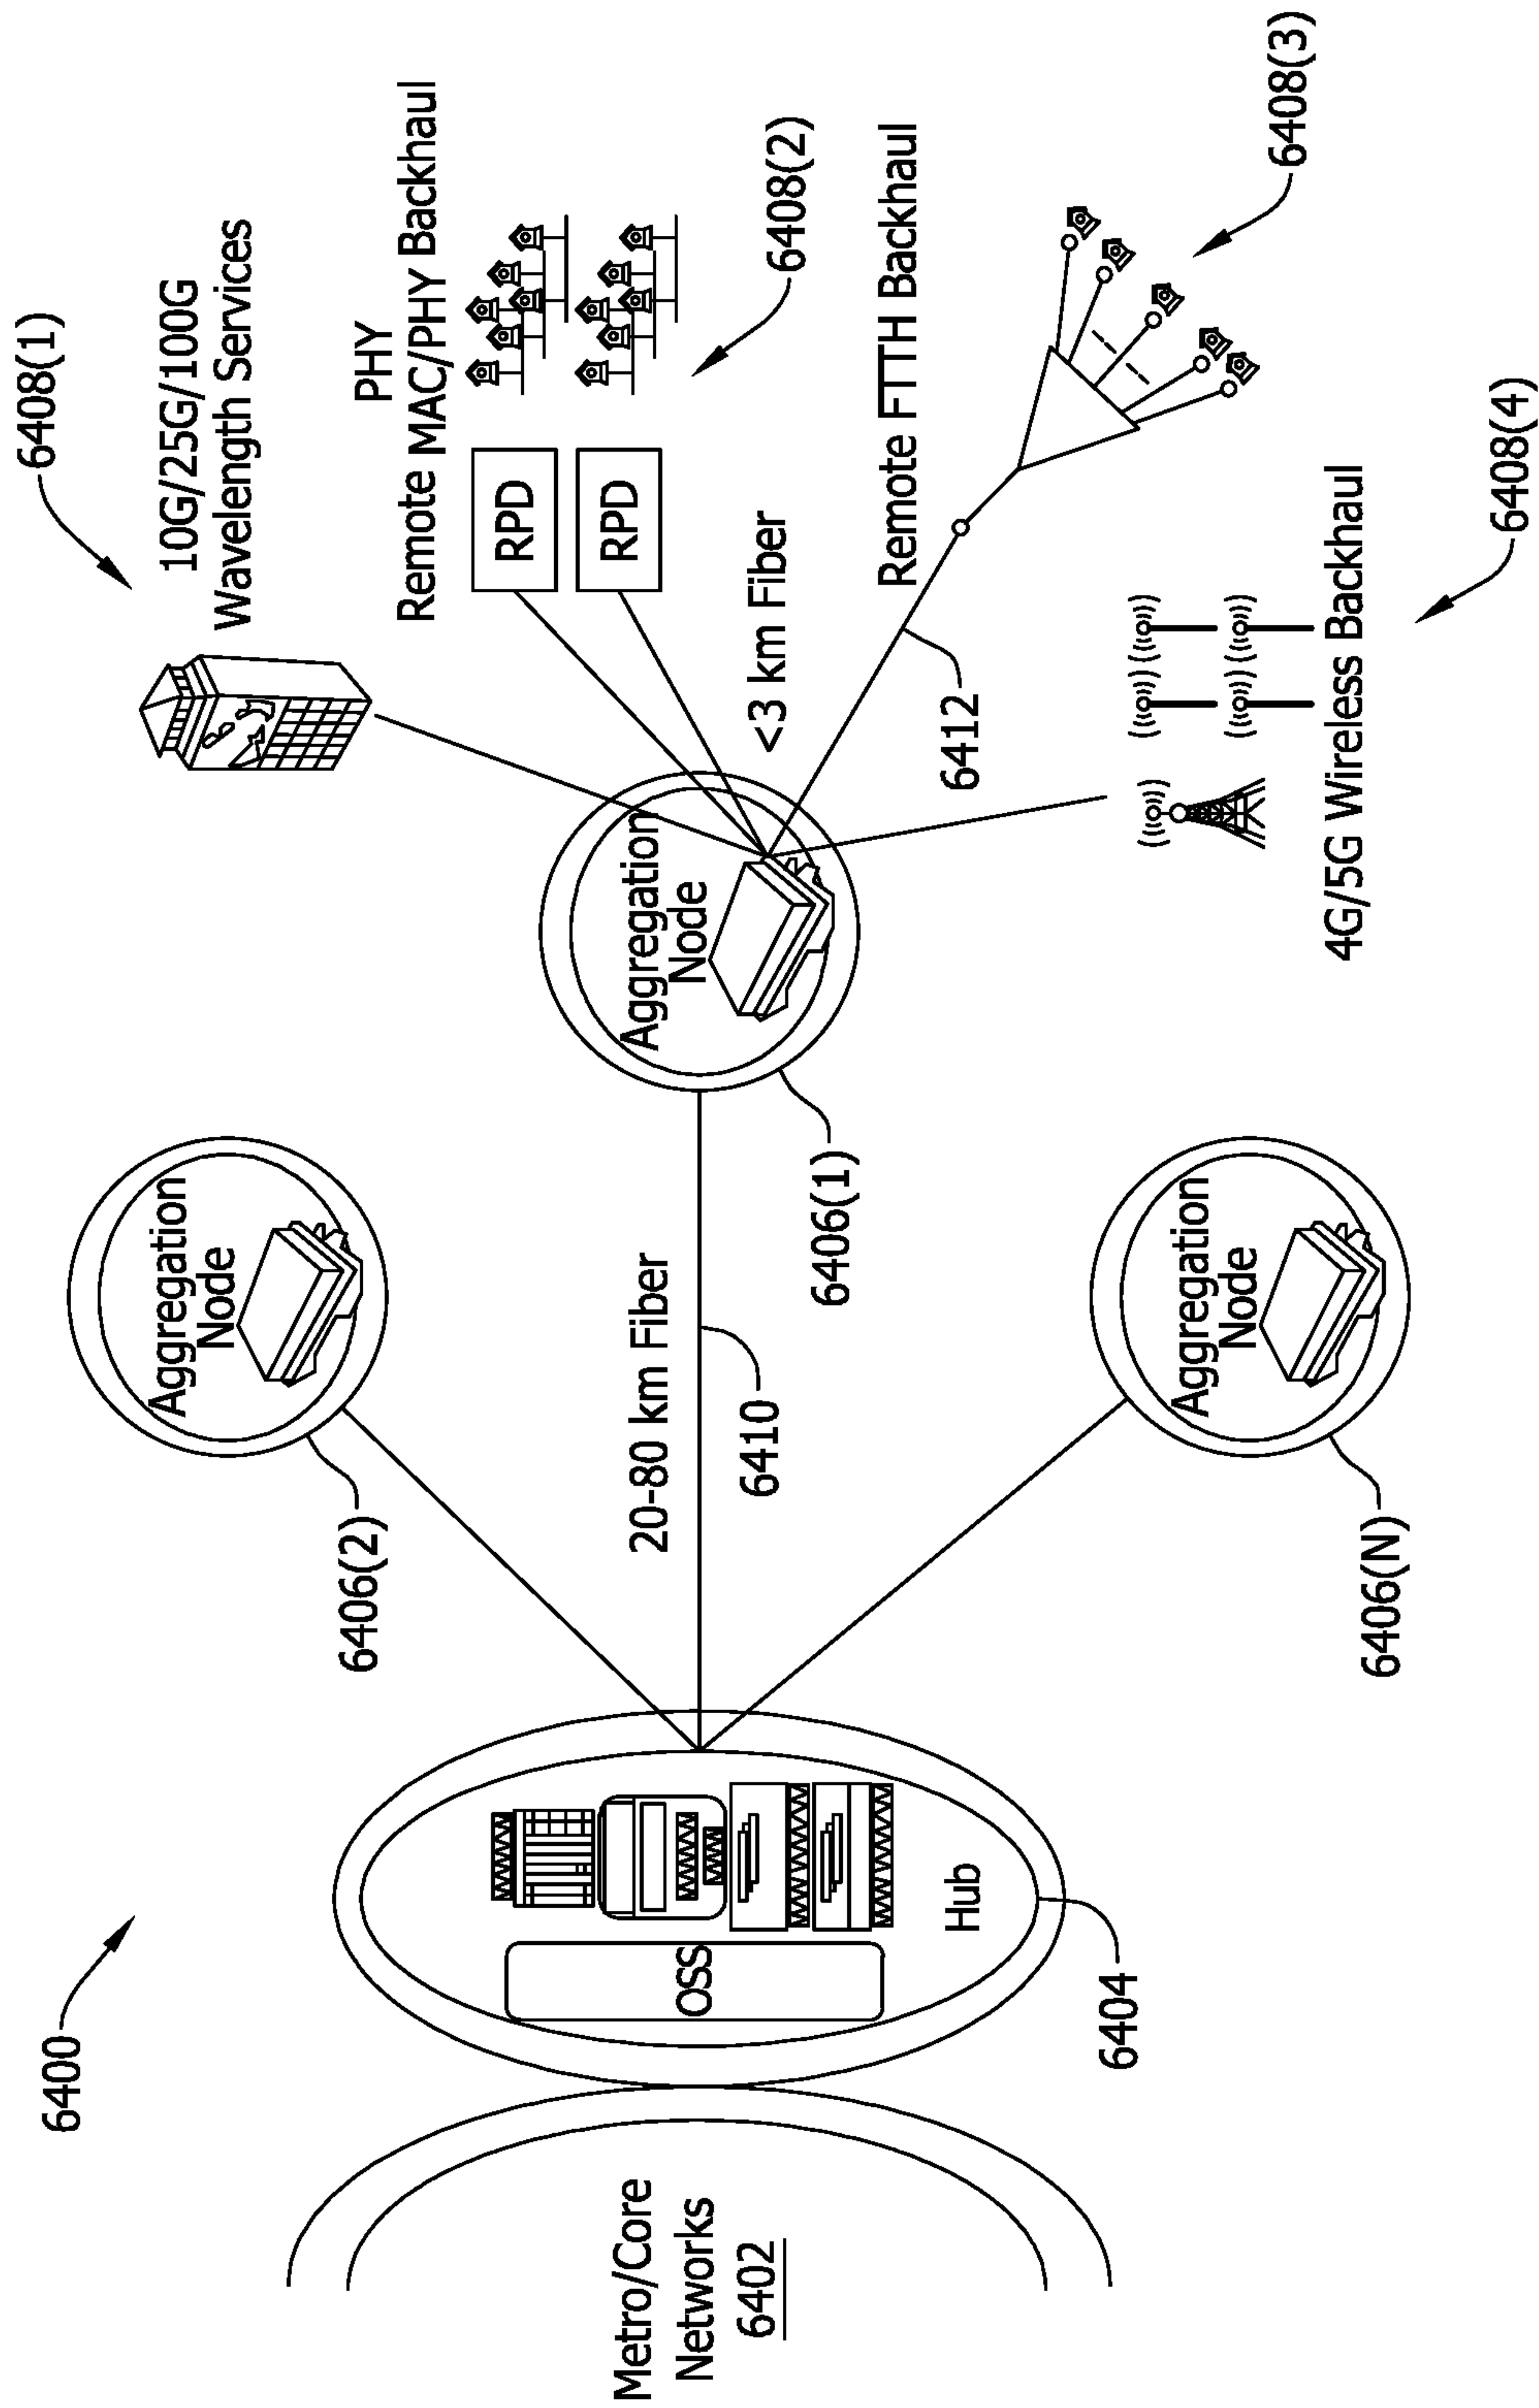 6400
Metro/Core
Networks
6402
OSS
Hub
6404
20-80 km Fiber
6410
Aggregation
Node
6406(2)
Aggregation
Node
6406(1)
Aggregation
Node
6406(N)
6408(1)
10G/25G/100G
Wavelength Services
PHY
Remote MAC/PHY Backhaul
RPD
RPD
6408(2)
<3 km Fiber
Remote FTTH Backhaul
6412
6408(3)
4G/5G Wireless Backhaul
6408(4)